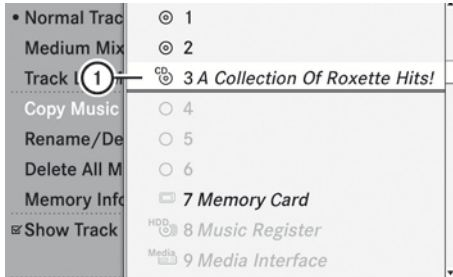 • Normal Trac
Medium Mix
Track L
Copy Music
Rename/De
Delete All M
Memory Info
Show Track
1
2
1
CD 3 A Collection Of Roxette Hits!
4
5
6
7 Memory Card
HDD 8 Music Register
Media 9 Media Interface